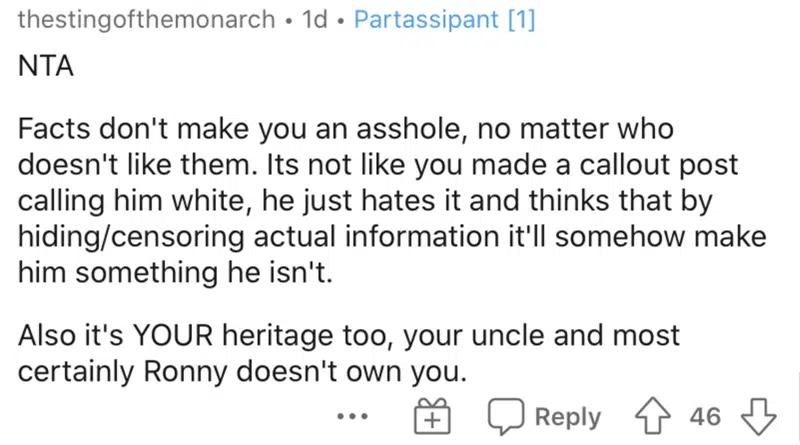 thestingofthemonarch • 1d • Partassipant [1]
NTA
Facts don't make you an asshole, no matter who
doesn't like them. Its not like you made a callout post
calling him white, he just hates it and thinks that by
hiding/censoring actual information it'll somehow make
him something he isn't.
Also it's YOUR heritage too, your uncle and most
certainly Ronny doesn't own you.
Reply 46